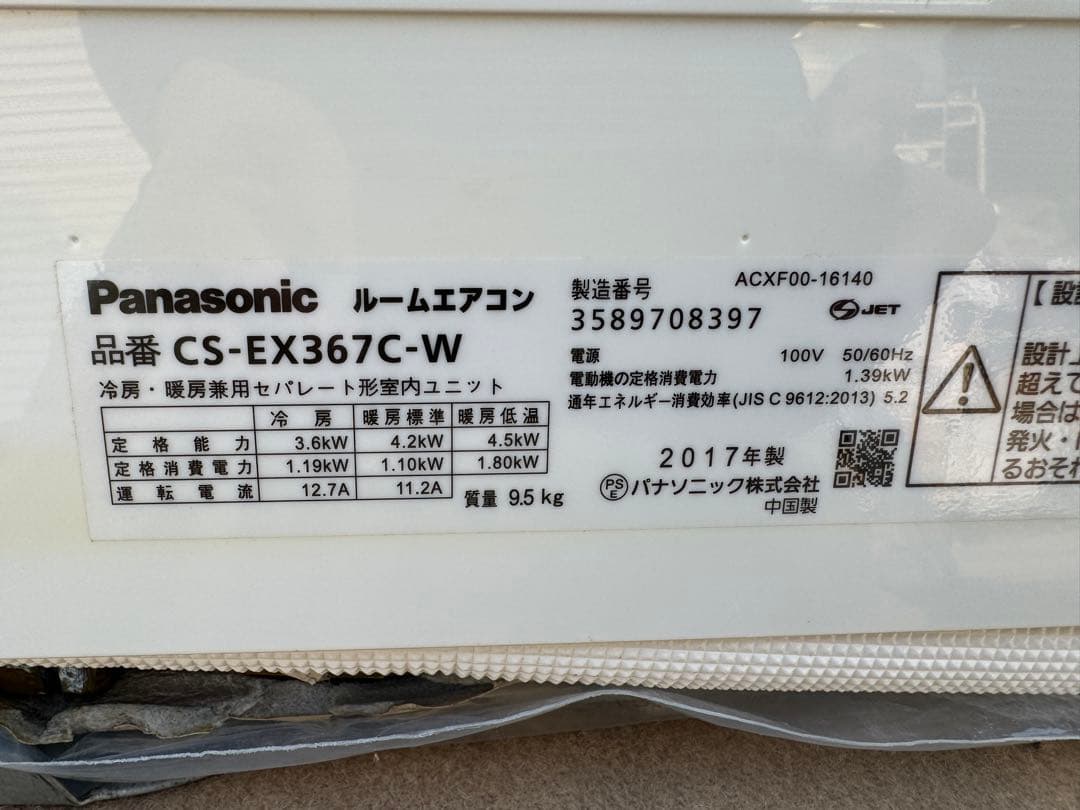 Panasonic ルームエアコン
品番 CS-EX367C-W
冷房・暖房兼用セパレート形室内ユニット
冷房 暖房標準 暖房低温
定格能力 3.6kW 4.2kW 4.5kW
定格消費電力 1.19kW 1.10kW 1.80kW
運転電流 12.7A 11.2A
質量 9.5 kg
ACXF00-16140
製造番号
3589708397
JET
電源 100V 50/60Hz
電動機の定格消費電力 1.39kW
通年エネルギー消費効率(JIS C 9612:2013) 5.2
2017年製
PSE パナソニック株式会社
中国製
【設
設計上
超えて
場合は
発火・
るおそれ